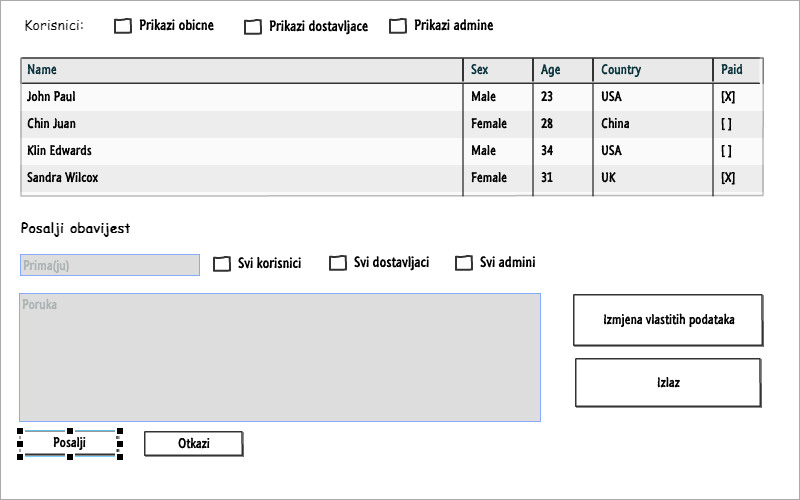 Korisnici: Prikazi obicne Prikazi dostavljace Prikazi admine
Name Sex Age Country Paid
John Paul Male 23 USA [X]
Chin Juan Female 28 China [ ]
Klin Edwards Male 34 USA [ ]
Sandra Wilcox Female 31 UK [X]
Posalji obavijest
Prima(ju) Svi korisnici Svi dostavljaci Svi admini
Poruka
Izmjena vlastitih podataka
Izlaz
Posalji Otkazi